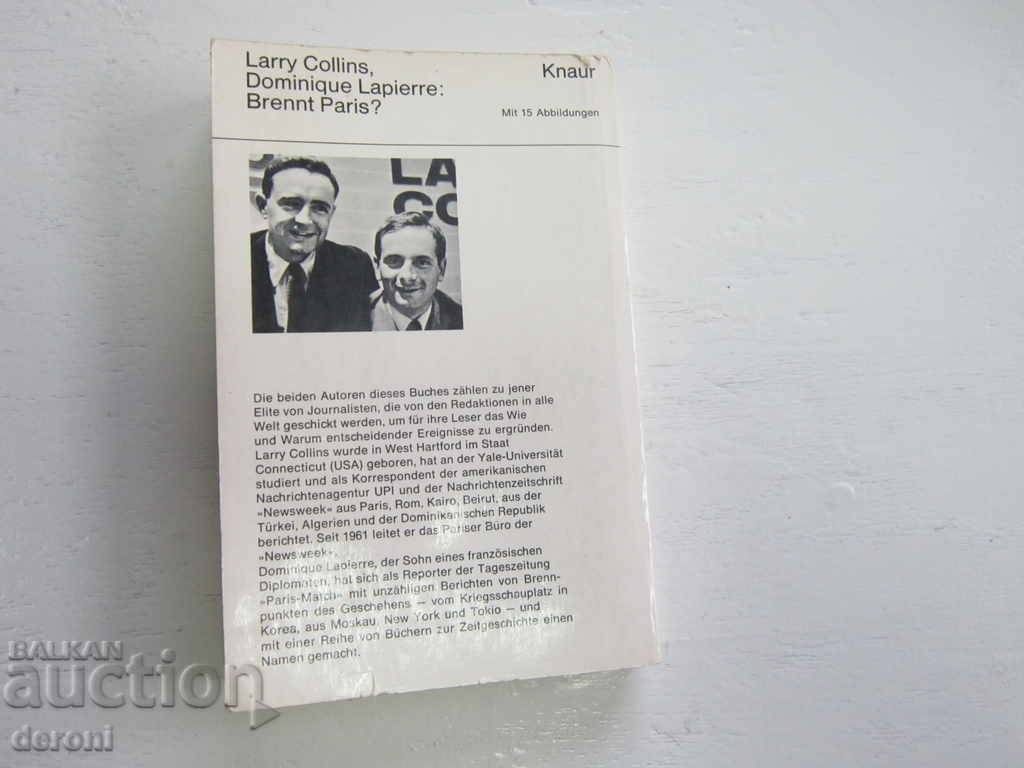 Larry Collins,
Dominique Lapierre:
Brennt Paris?
Knaur
Mit 15 Abbildungen
LA
CO
Die beiden Autoren dieses Buches zählen zu jener
Elite von Journalisten, die von den Redaktionen in alle
Welt geschickt werden, um für ihre Leser das Wie
und Warum entscheidender Ereignisse zu ergründen.
Larry Collins wurde in West Hartford im Staat
Connecticut (USA) geboren, hat an der Yale-Universität
studiert und als Korrespondent der amerikanischen
Nachrichtenagentur UPI und der Nachrichtenzeitschrift
»Newsweek« aus Paris, Rom, Kairo, Beirut, aus der
Türkei, Algerien und der Dominikanischen Republik
berichtet. Seit 1961 leitet er das Pariser Büro der
»Newsweek«.
Dominique Lapierre, der Sohn eines französischen
Diplomaten, hat sich als Reporter der Tageszeitung
»Paris-Match« mit unzähligen Berichten von Brenn-
punkten des Geschehens – vom Kriegsschauplatz in
Korea, aus Moskau, New York und Tokio – und
mit einer Reihe von Büchern zur Zeitgeschichte einen
Namen gemacht.
BALKAN
auction
deroni